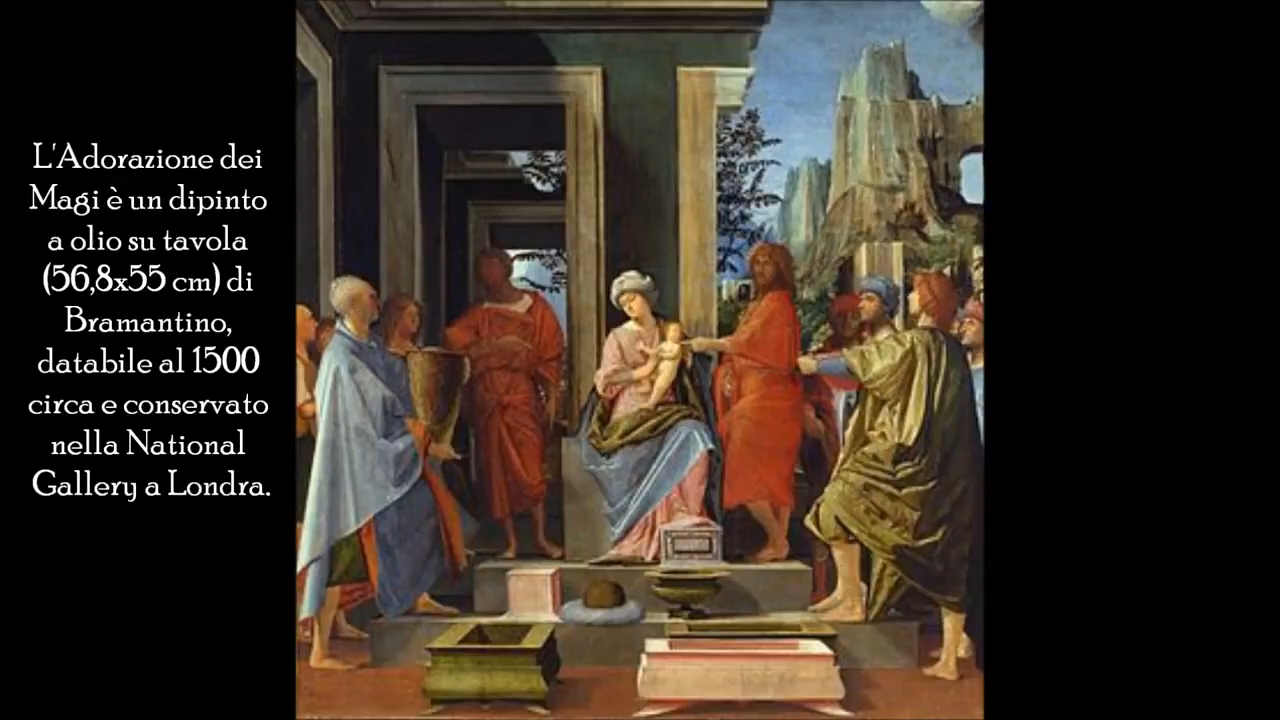 L'Adorazione dei
Magi è un dipinto
a olio su tavola
(56,8x55 cm) di
Bramantino,
databile al 1500
circa e conservato
nella National
Gallery a Londra.